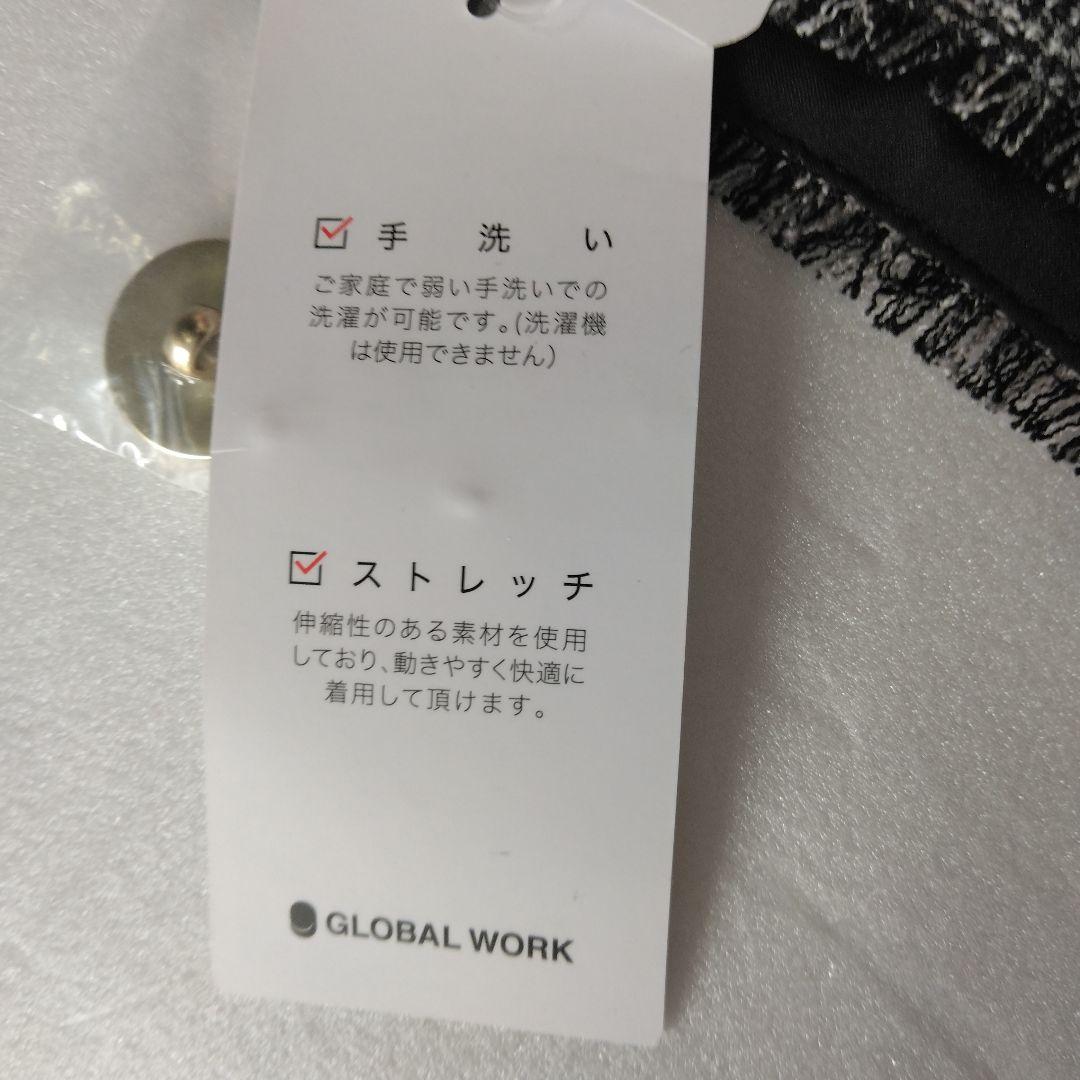 手洗い
ご家庭で弱い手洗いでの
洗濯が可能です。(洗濯機
は使用できません)
ストレッチ
伸縮性のある素材を使用
しており、動きやすく快適に
着用して頂けます。
GLOBAL WORK